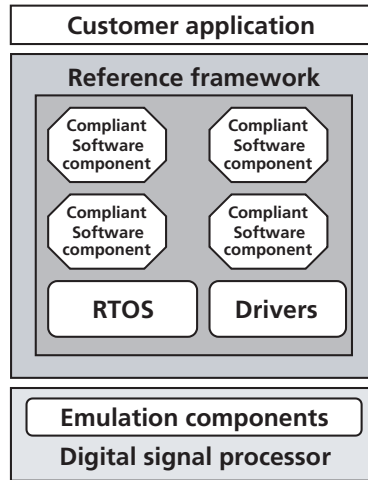 Customer application
Reference framework
Compliant
Software
component
Compliant
Software
component
Compliant
Software
component
Compliant
Software
component
RTOS
Drivers
Emulation components
Digital signal processor